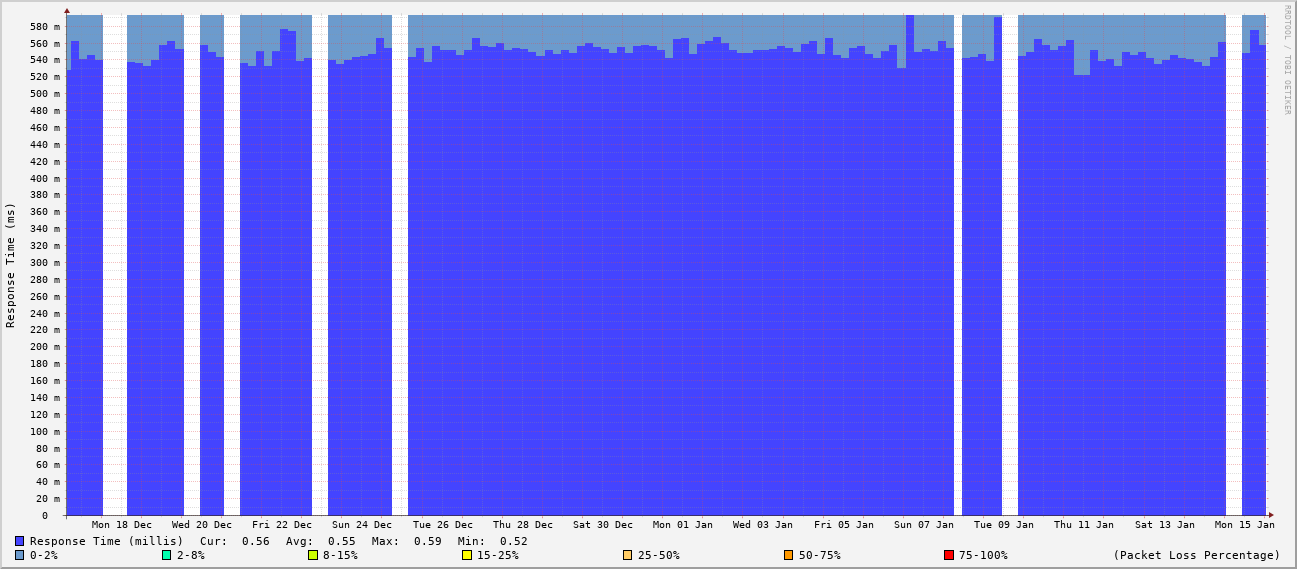 RRDTOOL / TOBI OETIKER
Response Time (ms)
580 m
560 m
540 m
520 m
500 m
480 m
460 m
440 m
420 m
400 m
380 m
360 m
340 m
320 m
300 m
280 m
260 m
240 m
220 m
200 m
180 m
160 m
140 m
120 m
100 m
80 m
60 m
40 m
20 m
0
Mon 18 Dec Wed 20 Dec Fri 22 Dec Sun 24 Dec Tue 26 Dec Thu 28 Dec Sat 30 Dec Mon 01 Jan Wed 03 Jan Fri 05 Jan Sun 07 Jan Tue 09 Jan Thu 11 Jan Sat 13 Jan Mon 15 Jan
Response Time (millis) Cur: 0.56 Avg: 0.55 Max: 0.59 Min: 0.52
0-2% 2-8% 8-15% 15-25% 25-50% 50-75% 75-100% (Packet Loss Percentage)